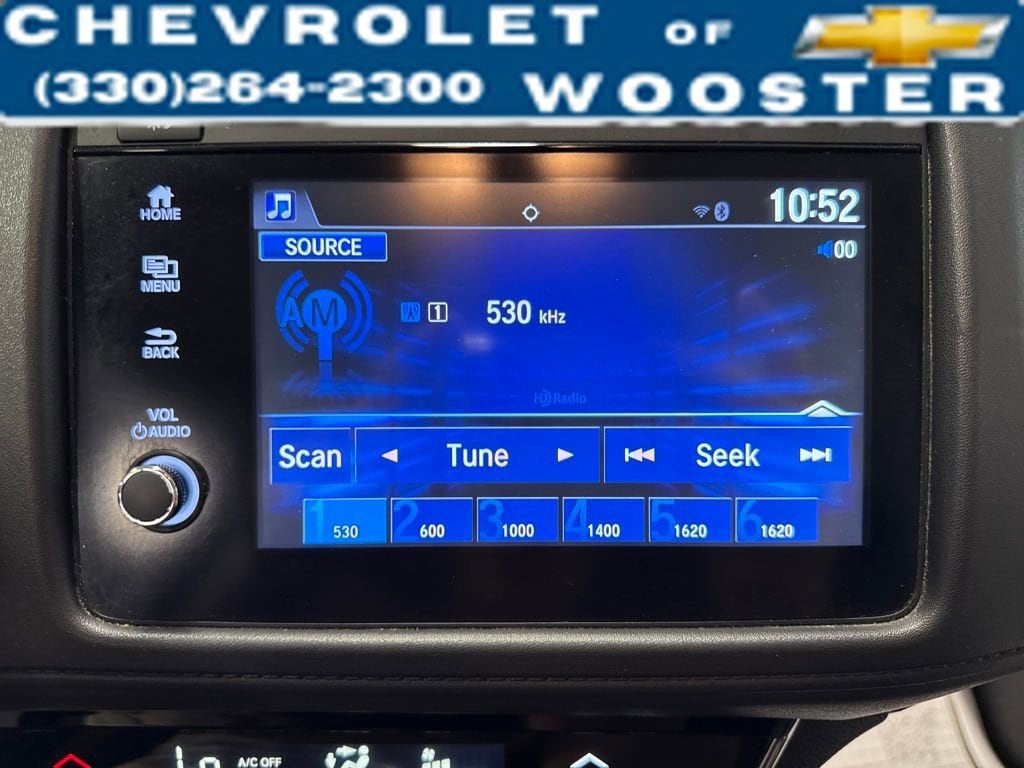 CHEVROLET OF
(330)264-2300 WOOSTER
HOME
10:52
SOURCE
00
MENU
AM
1
530 kHz
BACK
HD Radio
VOL
AUDIO
Scan
Tune
Seek
1 530
2 600
3 1000
4 1400
5 1620
6 1620
A/C OFF